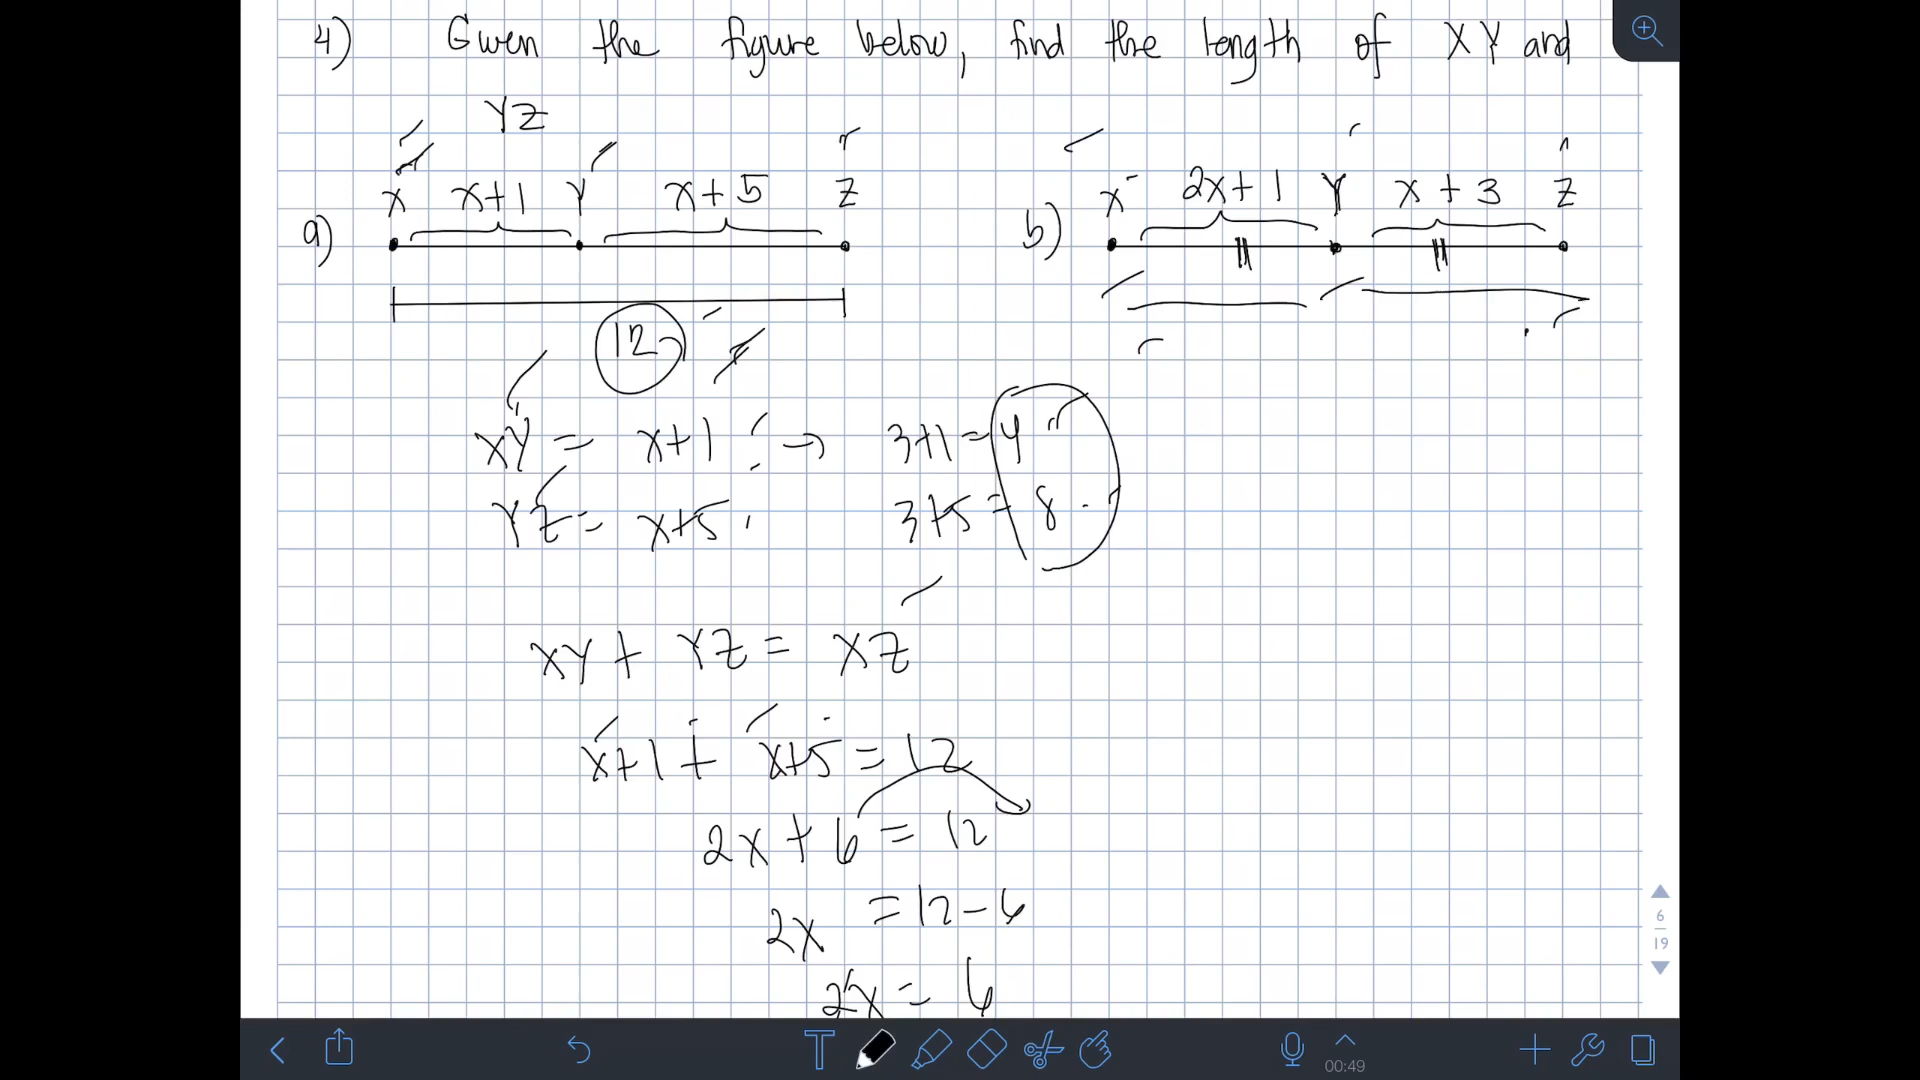 4) Given the figure below, find the length of XY and
YZ
a) X x+1 Y x+5 Z
12
b) X 2x+1 Y x+3 Z
XY = x+1 → 3+1=4
YZ = x+5 3+5=8
XY + YZ = XZ
x+1 + x+5 = 12
2x + 6 = 12
2x = 12-6
2x = 6
6
19
T
00:49